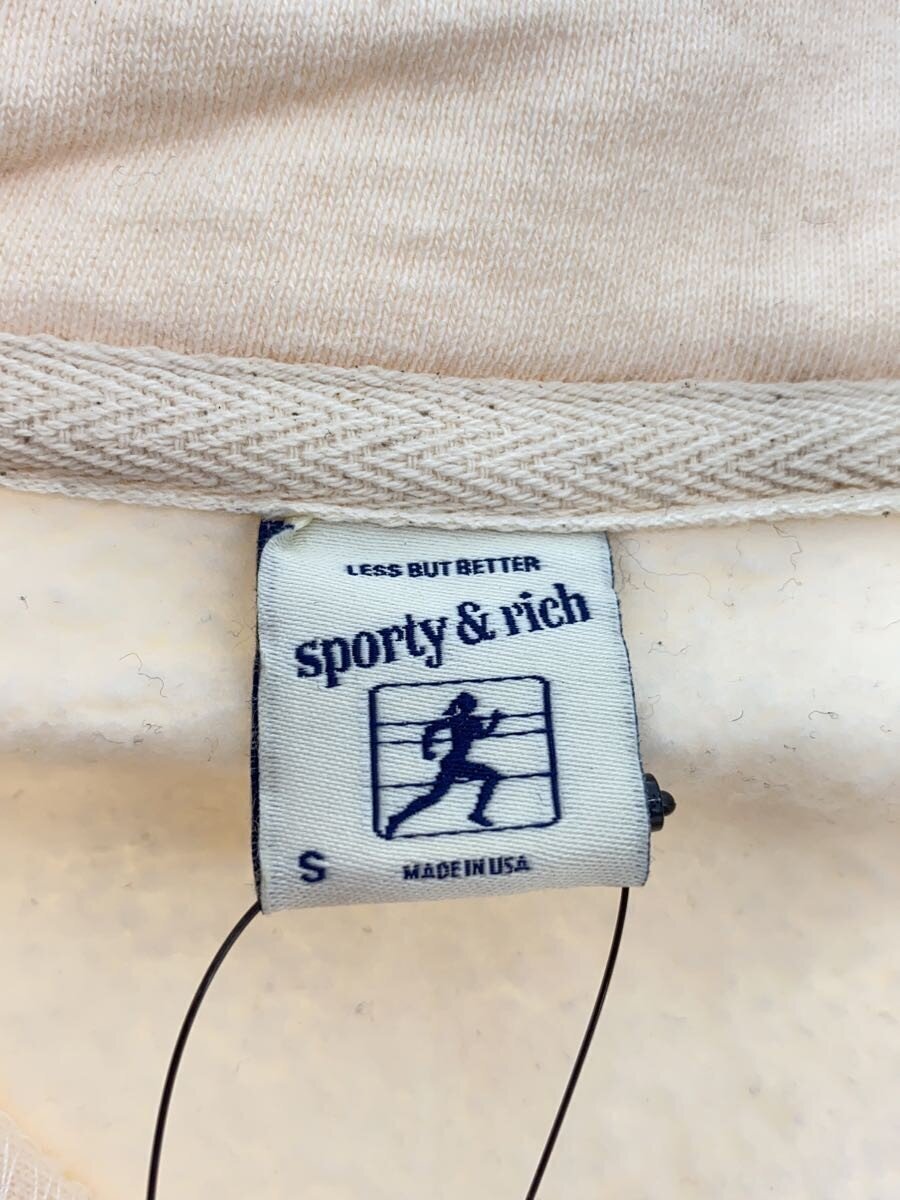 LESS BUT BETTER
sporty & rich
S
MADE IN USA